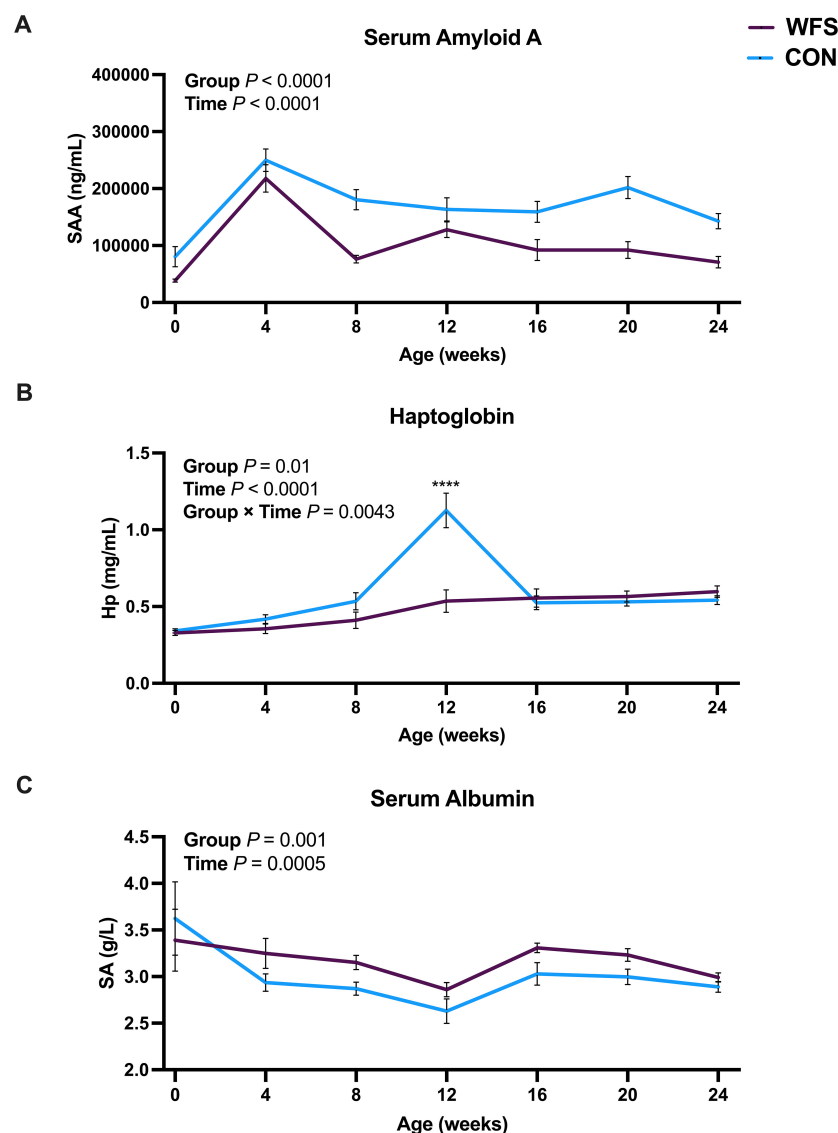 A
Serum Amyloid A
WFS
CON
Group P < 0.0001
Time P < 0.0001
SAA (ng/mL)
400000
300000
200000
100000
0
0 4 8 12 16 20 24
Age (weeks)
B
Haptoglobin
Group P = 0.01
Time P < 0.0001
Group × Time P = 0.0043
****
Hp (mg/mL)
1.5
1.0
0.5
0.0
0 4 8 12 16 20 24
Age (weeks)
C
Serum Albumin
Group P = 0.001
Time P = 0.0005
SA (g/L)
4.5
4.0
3.5
3.0
2.5
2.0
0 4 8 12 16 20 24
Age (weeks)